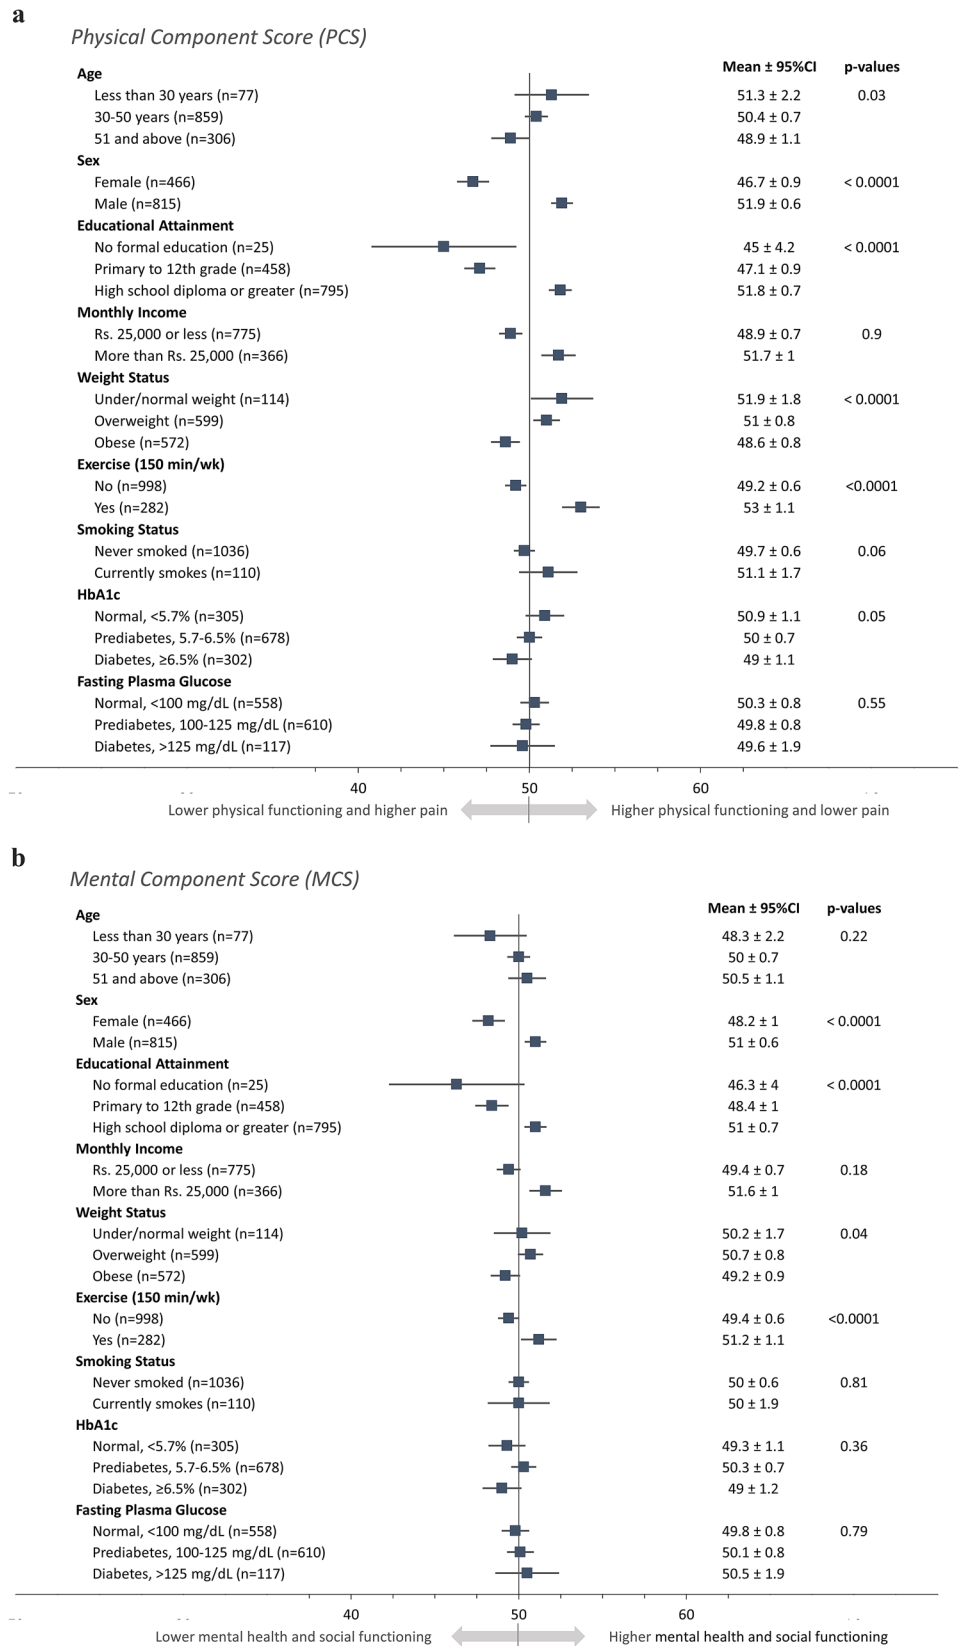 a
Physical Component Score (PCS)
Mean ± 95%CI p-values
Age
Less than 30 years (n=77) 51.3 ± 2.2 0.03
30-50 years (n=859) 50.4 ± 0.7
51 and above (n=306) 48.9 ± 1.1
Sex
Female (n=466) 46.7 ± 0.9 < 0.0001
Male (n=815) 51.9 ± 0.6
Educational Attainment
No formal education (n=25) 45 ± 4.2 < 0.0001
Primary to 12th grade (n=458) 47.1 ± 0.9
High school diploma or greater (n=795) 51.8 ± 0.7
Monthly Income
Rs. 25,000 or less (n=775) 48.9 ± 0.7 0.9
More than Rs. 25,000 (n=366) 51.7 ± 1
Weight Status
Under/normal weight (n=114) 51.9 ± 1.8 < 0.0001
Overweight (n=599) 51 ± 0.8
Obese (n=572) 48.6 ± 0.8
Exercise (150 min/wk)
No (n=998) 49.2 ± 0.6 <0.0001
Yes (n=282) 53 ± 1.1
Smoking Status
Never smoked (n=1036) 49.7 ± 0.6 0.06
Currently smokes (n=110) 51.1 ± 1.7
HbA1c
Normal, <5.7% (n=305) 50.9 ± 1.1 0.05
Prediabetes, 5.7-6.5% (n=678) 50 ± 0.7
Diabetes, ≥6.5% (n=302) 49 ± 1.1
Fasting Plasma Glucose
Normal, <100 mg/dL (n=558) 50.3 ± 0.8 0.55
Prediabetes, 100-125 mg/dL (n=610) 49.8 ± 0.8
Diabetes, >125 mg/dL (n=117) 49.6 ± 1.9
40 50 60
Lower physical functioning and higher pain Higher physical functioning and lower pain
b
Mental Component Score (MCS)
Mean ± 95%CI p-values
Age
Less than 30 years (n=77) 48.3 ± 2.2 0.22
30-50 years (n=859) 50 ± 0.7
51 and above (n=306) 50.5 ± 1.1
Sex
Female (n=466) 48.2 ± 1 < 0.0001
Male (n=815) 51 ± 0.6
Educational Attainment
No formal education (n=25) 46.3 ± 4 < 0.0001
Primary to 12th grade (n=458) 48.4 ± 1
High school diploma or greater (n=795) 51 ± 0.7
Monthly Income
Rs. 25,000 or less (n=775) 49.4 ± 0.7 0.18
More than Rs. 25,000 (n=366) 51.6 ± 1
Weight Status
Under/normal weight (n=114) 50.2 ± 1.7 0.04
Overweight (n=599) 50.7 ± 0.8
Obese (n=572) 49.2 ± 0.9
Exercise (150 min/wk)
No (n=998) 49.4 ± 0.6 <0.0001
Yes (n=282) 51.2 ± 1.1
Smoking Status
Never smoked (n=1036) 50 ± 0.6 0.81
Currently smokes (n=110) 50 ± 1.9
HbA1c
Normal, <5.7% (n=305) 49.3 ± 1.1 0.36
Prediabetes, 5.7-6.5% (n=678) 50.3 ± 0.7
Diabetes, ≥6.5% (n=302) 49 ± 1.2
Fasting Plasma Glucose
Normal, <100 mg/dL (n=558) 49.8 ± 0.8 0.79
Prediabetes, 100-125 mg/dL (n=610) 50.1 ± 0.8
Diabetes, >125 mg/dL (n=117) 50.5 ± 1.9
40 50 60
Lower mental health and social functioning Higher mental health and social functioning